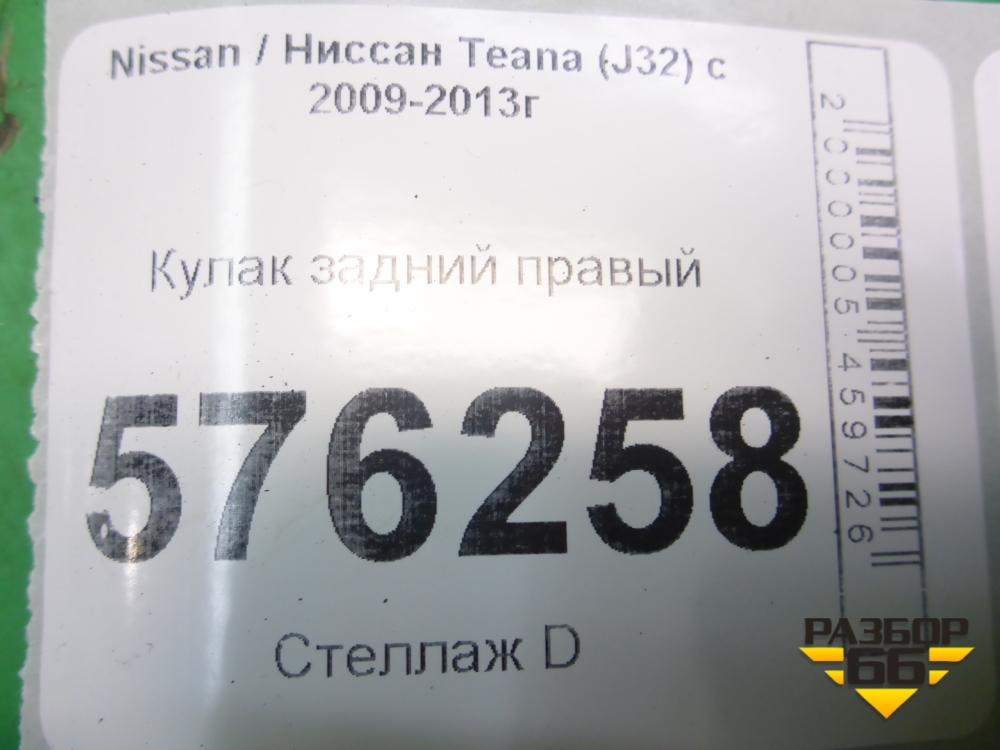 Nissan / Ниссан Teana (J32) с
2009-2013г
Кулак задний правый
576258
Стеллаж D
2000005459726
РАЗБОР
66